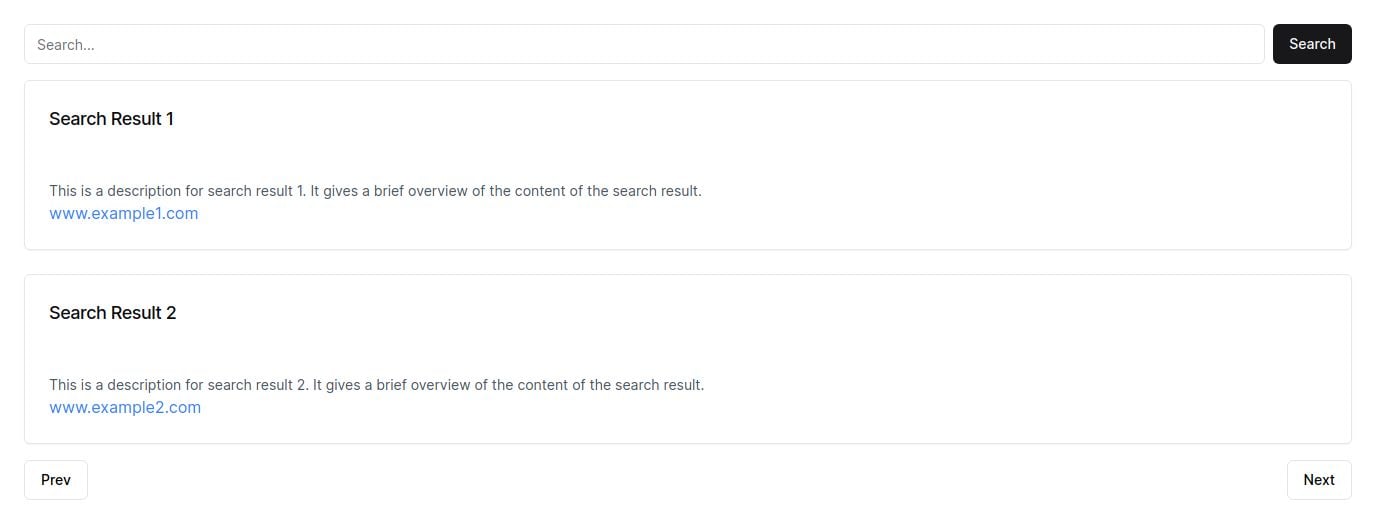 Search...
Search
Search Result 1
This is a description for search result 1. It gives a brief overview of the content of the search result.
www.example1.com
Search Result 2
This is a description for search result 2. It gives a brief overview of the content of the search result.
www.example2.com
Prev
Next